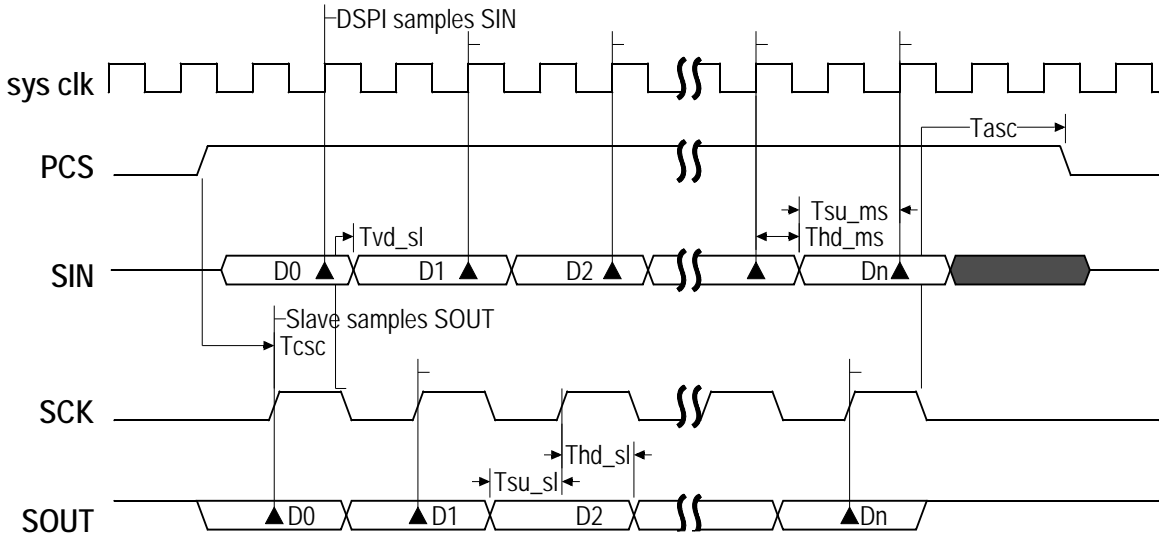 DSPI samples SIN
sys clk
Tasc
PCS
Tsu_ms
Tvd_sl
Thd_ms
D0 D1 D2 Dn
SIN
Slave samples SOUT
Tcsc
SCK
Thd_sl
Tsu_sl
D0 D1 D2 Dn
SOUT